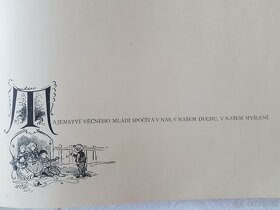 TAJEMSTVÍ VĚČNÉHO MLÁDÍ SPOČÍVÁ V NÁS, V NAŠEM DUCHU, V NAŠEM MYŠLENÍ.